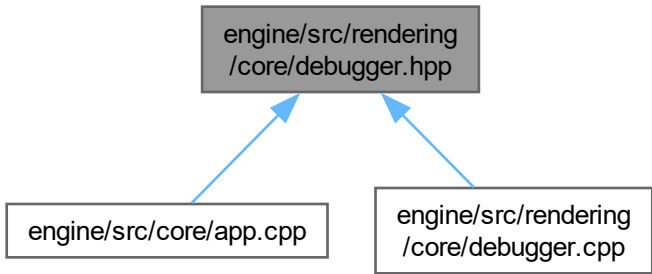 engine/src/rendering
/core/debugger.hpp
engine/src/core/app.cpp
engine/src/rendering
/core/debugger.cpp